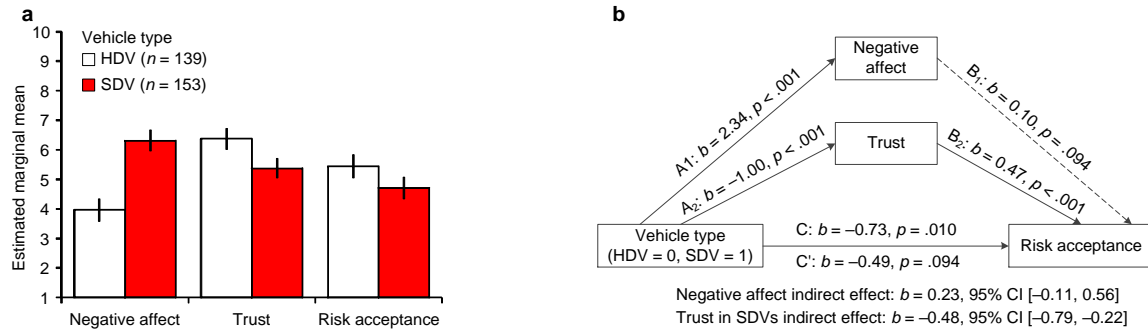 a
Estimated marginal mean
10
9
8
7
6
5
4
3
2
1
Vehicle type
HDV (n = 139)
SDV (n = 153)
Negative affect
Trust
Risk acceptance
b
Negative
affect
Trust
A1: b = 2.34, p < .001
A₂: b = –1.00, p < .001
B₁: b = 0.10, p = .094
B₂: b = 0.47, p < .001
Vehicle type
(HDV = 0, SDV = 1)
C: b = –0.73, p = .010
C': b = –0.49, p = .094
Risk acceptance
Negative affect indirect effect: b = 0.23, 95% CI [–0.11, 0.56]
Trust in SDVs indirect effect: b = –0.48, 95% CI [–0.79, –0.22]